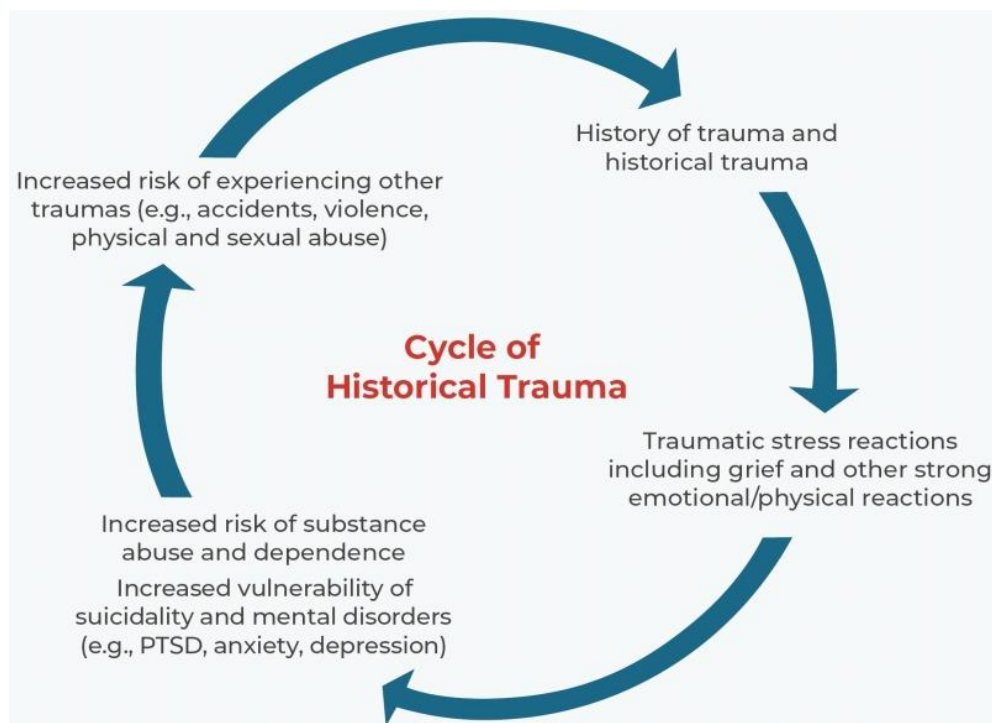 History of trauma and
historical trauma
Increased risk of experiencing other
traumas (e.g., accidents, violence,
physical and sexual abuse)
Cycle of
Historical Trauma
Traumatic stress reactions
including grief and other strong
emotional/physical reactions
Increased risk of substance
abuse and dependence
Increased vulnerability of
suicidality and mental disorders
(e.g., PTSD, anxiety, depression)